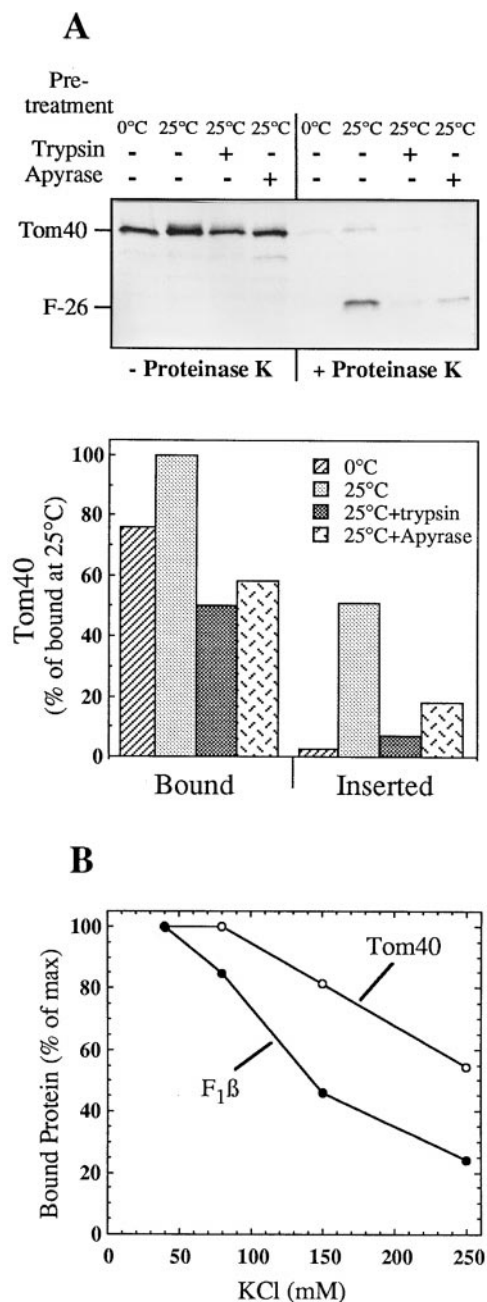 A
Pre-
treatment
0°C 25°C 25°C 25°C 0°C 25°C 25°C 25°C
Trypsin - - + - - - + -
Apyrase - - - + - - - +
Tom40
F-26
- Proteinase K + Proteinase K
100
80
60
40
20
0
Tom40
(% of bound at 25°C)
0°C
25°C
25°C+trypsin
25°C+Apyrase
Bound Inserted
B
100
80
60
40
20
0
Bound Protein (% of max)
Tom40
F₁ß
0 50 100 150 200 250
KCl (mM)